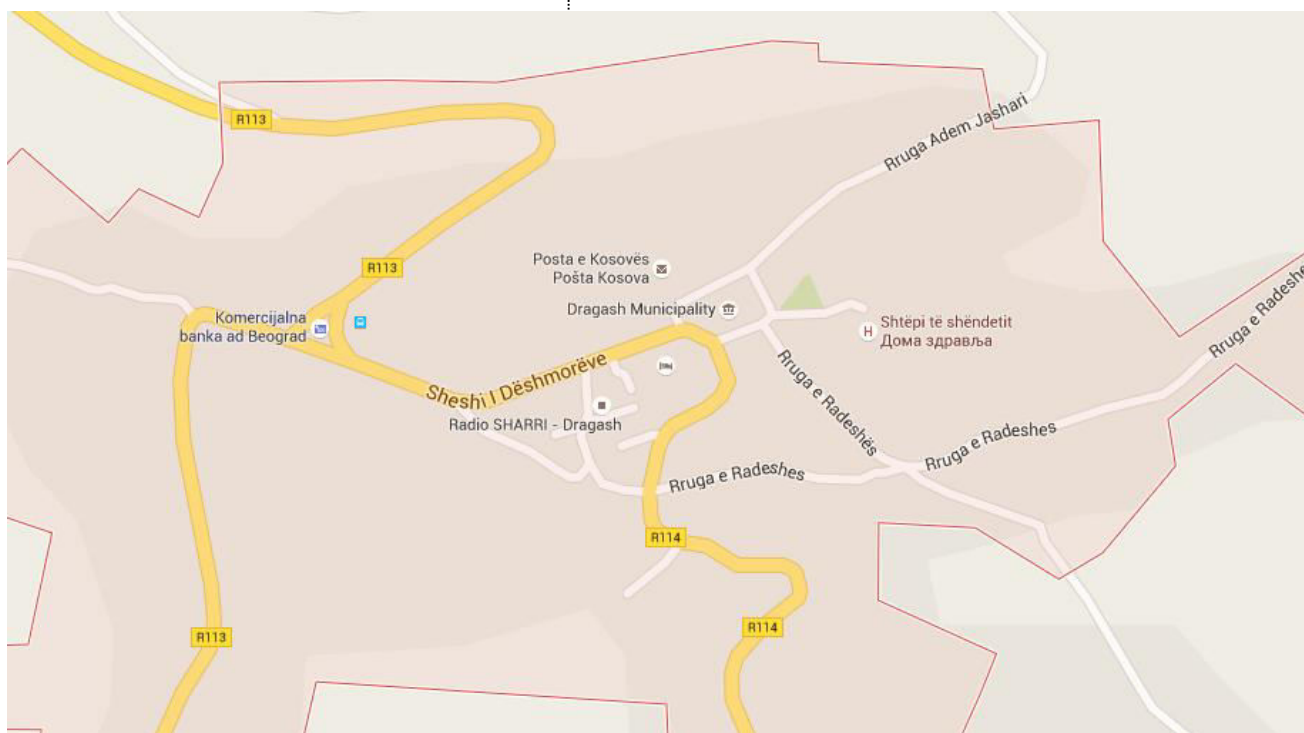 R113
Rruga Adem Jashari
R113
Posta e Kosovës
Pošta Kosova
Dragash Municipality
Komercijalna
banka ad Beograd
Shtëpi të shëndetit
Дома здравља
H
Rruga e Radeshe
Sheshi I Dëshmorëve
Rruga e Radeshës
Radio SHARRI - Dragash
Rruga e Radeshes
Rruga e Radeshes
R114
R113
R114